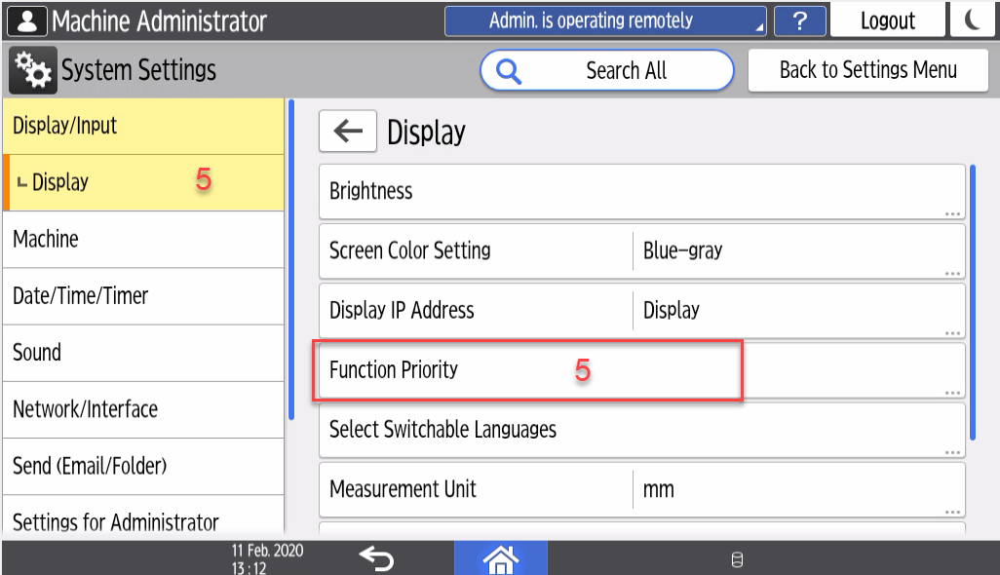 Machine Administrator
Admin. is operating remotely
?
Logout
System Settings
Search All
Back to Settings Menu
Display/Input
Display
5
Machine
Date/Time/Timer
Sound
Network/Interface
Send (Email/Folder)
Settings for Administrator
Display
Brightness
...
Screen Color Setting
Blue-gray
...
Display IP Address
Display
...
Function Priority
5
...
Select Switchable Languages
...
Measurement Unit
mm
...
11 Feb. 2020
13:12